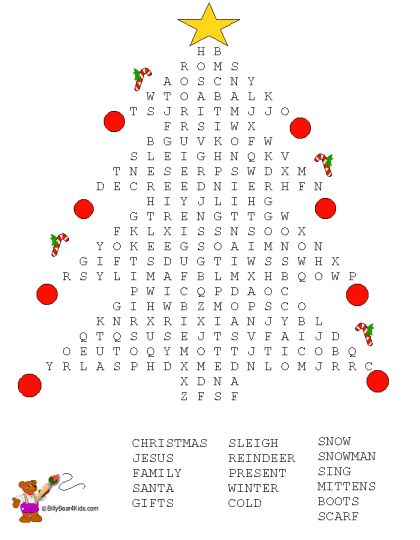 H B
R O M S
A O S C N Y
W T O A B A L K
T S J R I T M J J O
F R S I W X
B G U V K O F W
S L E I G H N Q K V
T N E S E R P S W D X M
D E C R E E D N I E R H F N
H I Y J L I H G
G T R E N G T T G W
F K L X I S S N S O O X
Y O K E E G S O A I M N O N
G I F T S D U G T I W S S W H X
R S Y L I M A F B L M X H B Q O W P
P W I C Q P D A O C
G I H W B Z M O P S C O
K N R X R I X I A N J Y B L
Q T Q S U S E J T S V F A I J D
O E U T O Q Y M O T T J T I C O B Q
Y R L A S P H D X M E D N L O M J R R C
X X D N A
Z F S F
CHRISTMAS SLEIGH SNOW
JESUS REINDEER SNOWMAN
FAMILY PRESENT SING
SANTA WINTER MITTENS
GIFTS COLD BOOTS
SCARF
©BillyBear4Kids.com